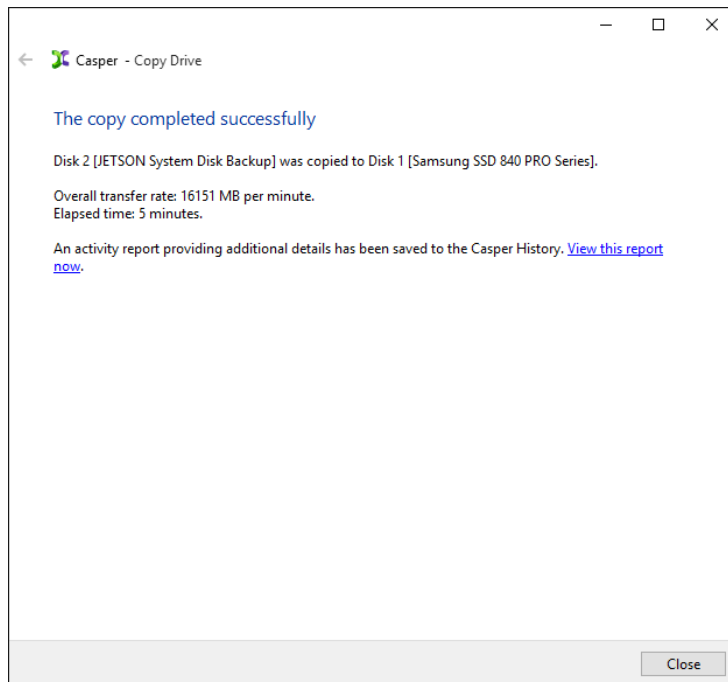 Casper - Copy Drive
The copy completed successfully
Disk 2 [JETSON System Disk Backup] was copied to Disk 1 [Samsung SSD 840 PRO Series].
Overall transfer rate: 16151 MB per minute.
Elapsed time: 5 minutes.
An activity report providing additional details has been saved to the Casper History. View this report
now.
Close